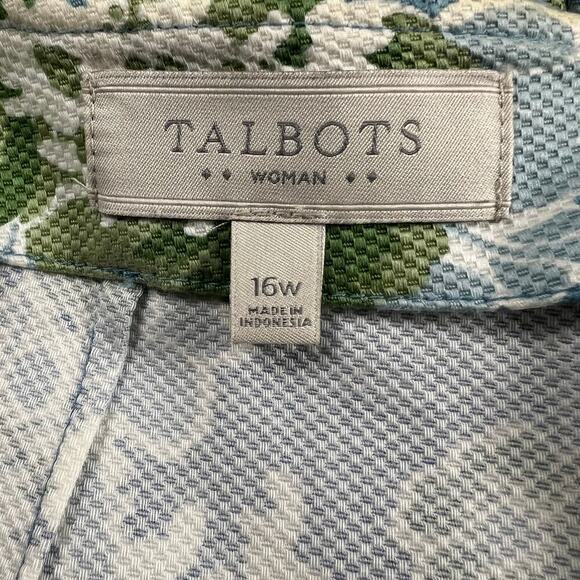 TALBOTS
WOMAN
16W
MADE IN
INDONESIA